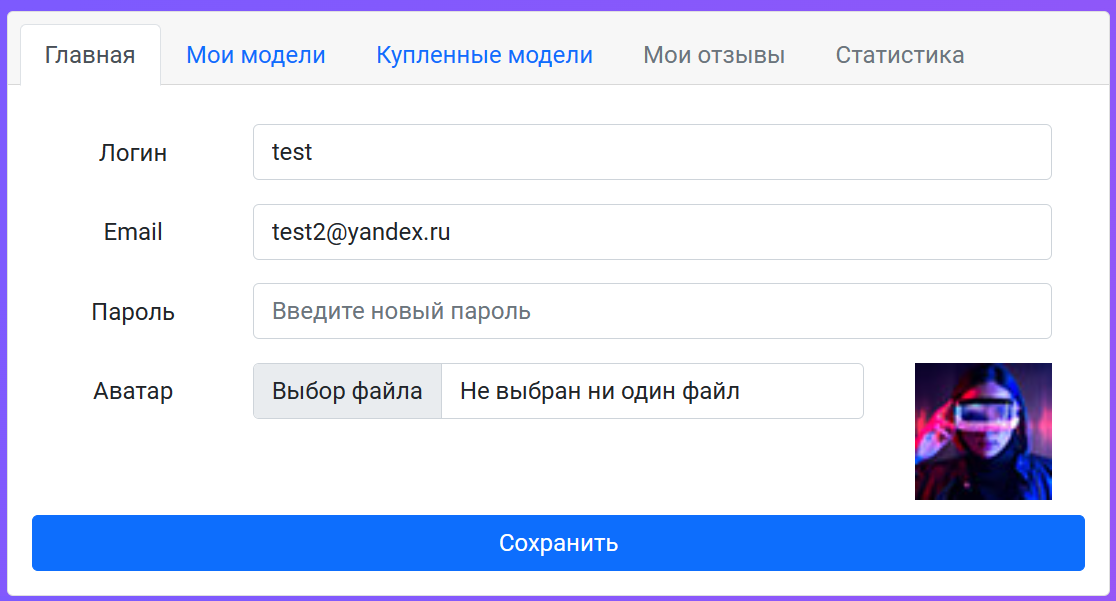 Главная Мои модели Купленные модели Мои отзывы Статистика
Логин test
Email test2@yandex.ru
Пароль Введите новый пароль
Аватар Выбор файла Не выбран ни один файл
Сохранить